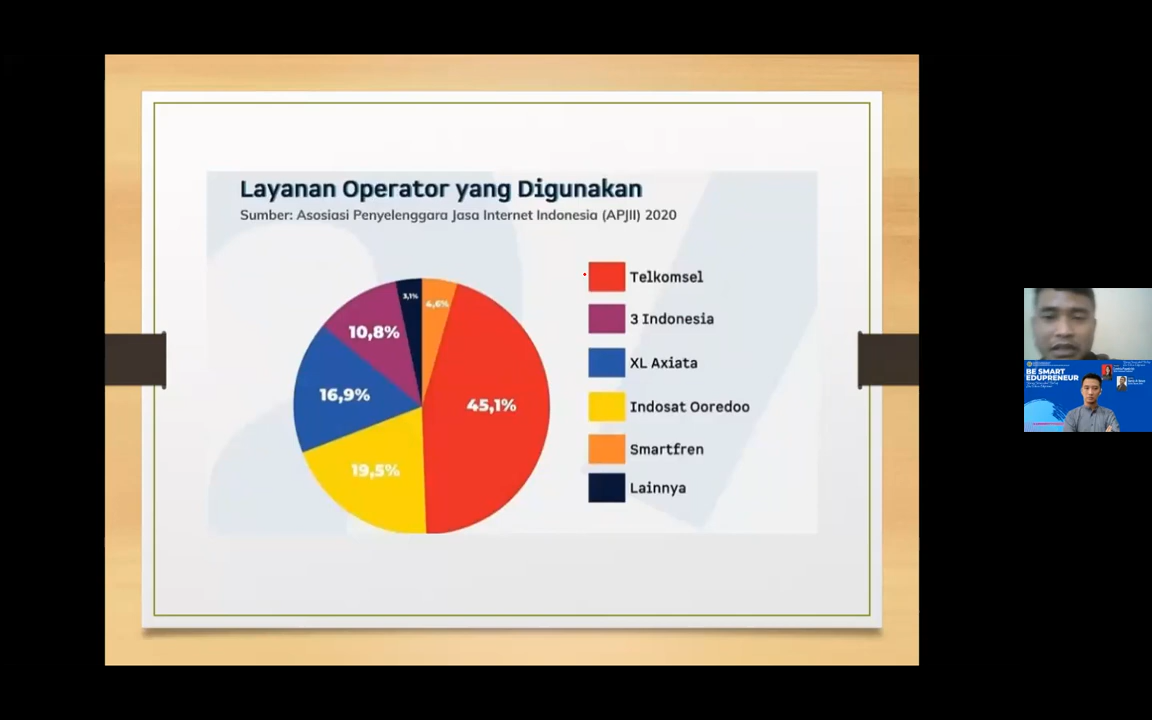 Layanan Operator yang Digunakan
Sumber: Asosiasi Penyelenggara Jasa Internet Indonesia (APJII) 2020
3,1%
4,6%
10,8%
16,9%
45,1%
19,5%
Telkomsel
3 Indonesia
XL Axiata
Indosat Ooredoo
Smartfren
Lainnya
BE SMART
EDUPRENEUR